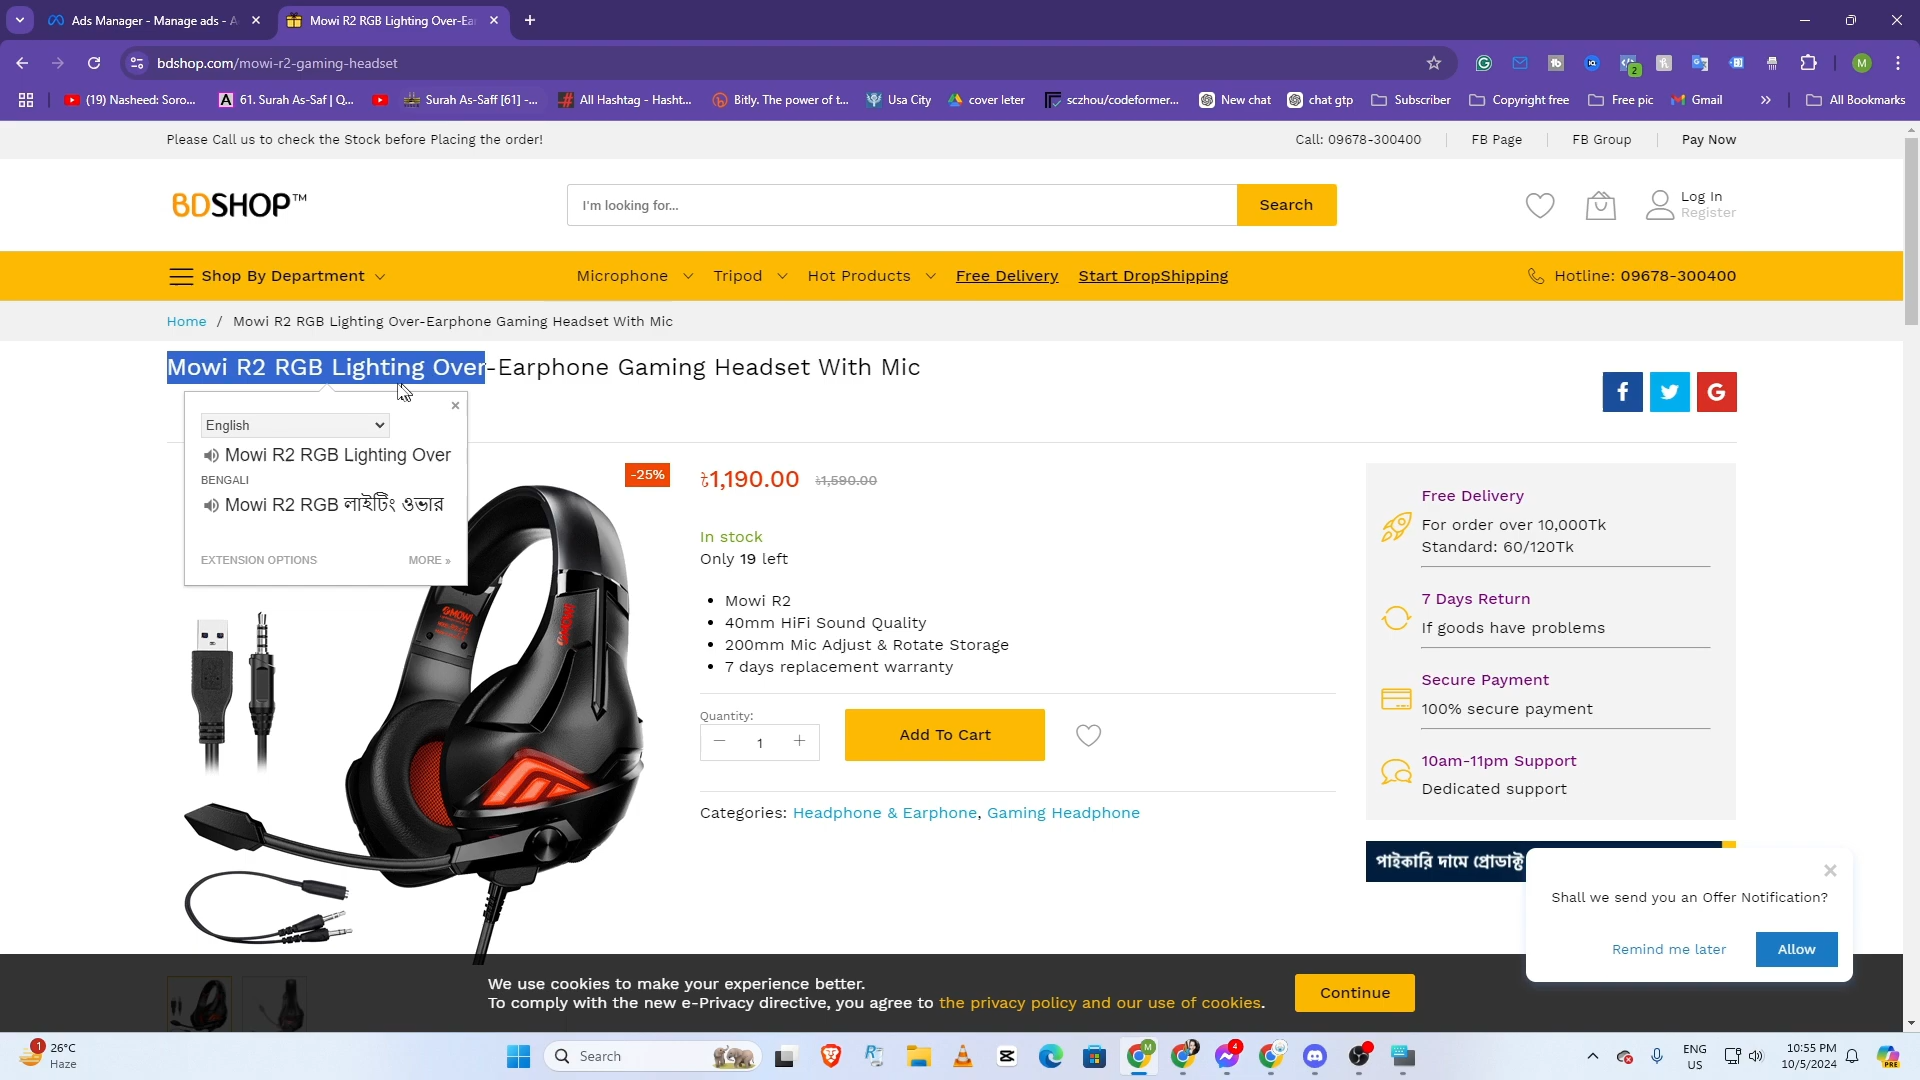 Ads Manager - Manage ads - A
Mowi R2 RGB Lighting Over-Ea
bdshop.com/mowi-r2-gaming-headset
2
M
(19) Nasheed: Soro...
61. Surah As-Saf | Q...
Surah As-Saff [61] -...
All Hashtag - Hasht...
Bitly. The power of t...
Usa City
cover leter
sczhou/codeformer...
New chat
chat gtp
Subscriber
Copyright free
Free pic
Gmail
All Bookmarks
Please Call us to check the Stock before Placing the order!
Call: 09678-300400
FB Page
FB Group
Pay Now
BDSHOP™
I'm looking for...
Search
Log In
Register
Shop By Department
Microphone
Tripod
Hot Products
Free Delivery
Start DropShipping
Hotline: 09678-300400
Home / Mowi R2 RGB Lighting Over-Earphone Gaming Headset With Mic
Mowi R2 RGB Lighting Over-Earphone Gaming Headset With Mic
English
Mowi R2 RGB Lighting Over
BENGALI
Mowi R2 RGB লাইটিং ওভার
EXTENSION OPTIONS
MORE »
-25%
৳1,190.00 ৳1,590.00
In stock
Only 19 left
• Mowi R2
• 40mm HiFi Sound Quality
• 200mm Mic Adjust & Rotate Storage
• 7 days replacement warranty
Quantity:
1
Add To Cart
Categories: Headphone & Earphone, Gaming Headphone
Free Delivery
For order over 10,000Tk
Standard: 60/120Tk
7 Days Return
If goods have problems
Secure Payment
100% secure payment
10am-11pm Support
Dedicated support
পাইকারি দামে প্রোডাক্ট
Shall we send you an Offer Notification?
Remind me later
Allow
We use cookies to make your experience better.
To comply with the new e-Privacy directive, you agree to the privacy policy and our use of cookies.
Continue
1
26°C
Haze
Search
4
ENG
US
10:55 PM
10/5/2024